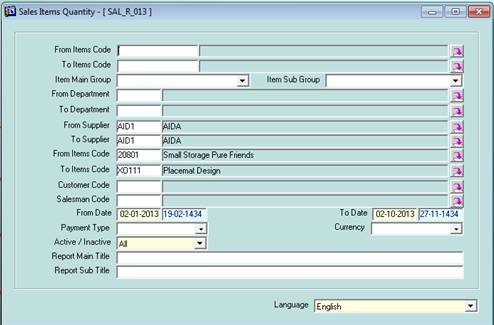 Sales Items Quantity - [ SAL_R_013 ]
From Items Code
To Items Code
Item Main Group Item Sub Group
From Department
To Department
From Supplier AID1 AIDA
To Supplier AID1 AIDA
From Items Code 20801 Small Storage Pure Friends
To Items Code XO111 Placemat Design
Customer Code
Salesman Code
From Date 02-01-2013 19-02-1434 To Date 02-10-2013 27-11-1434
Payment Type Currency
Active / Inactive All
Report Main Title
Report Sub Title
Language English